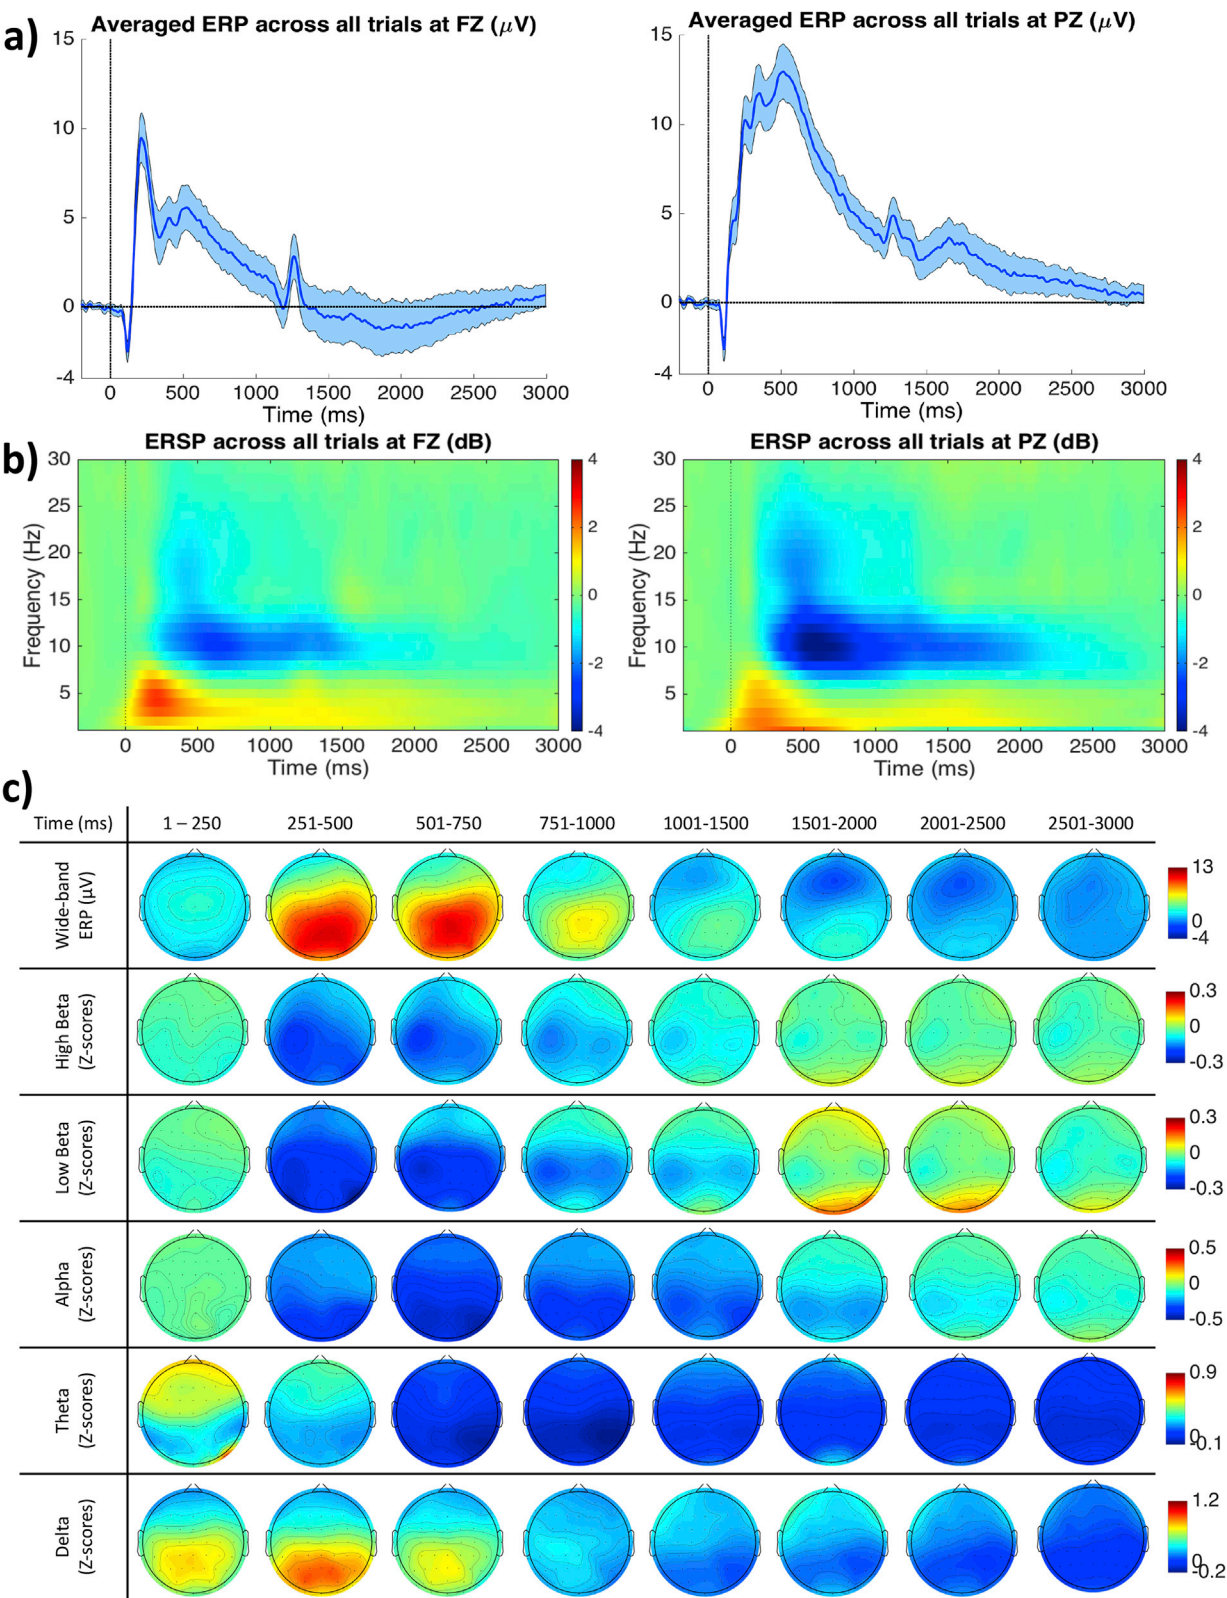 a)
Averaged ERP across all trials at FZ (μV)
15
10
5
0
-4
0 500 1000 1500 2000 2500 3000
Time (ms)
Averaged ERP across all trials at PZ (μV)
15
10
5
0
-4
0 500 1000 1500 2000 2500 3000
Time (ms)
b)
ERSP across all trials at FZ (dB)
Frequency (Hz)
30
25
20
15
10
5
0 500 1000 1500 2000 2500 3000
Time (ms)
4
2
0
-2
-4
ERSP across all trials at PZ (dB)
Frequency (Hz)
30
25
20
15
10
5
0 500 1000 1500 2000 2500 3000
Time (ms)
4
2
0
-2
-4
c)
Time (ms) 1 – 250 251-500 501-750 751-1000 1001-1500 1501-2000 2001-2500 2501-3000
Wide-band
ERP (μV)
13
0
-4
High Beta
(Z-scores)
0.3
0
-0.3
Low Beta
(Z-scores)
0.3
0
-0.3
Alpha
(Z-scores)
0.5
0
-0.5
Theta
(Z-scores)
0.9
0
-0.1
Delta
(Z-scores)
1.2
0
-0.2